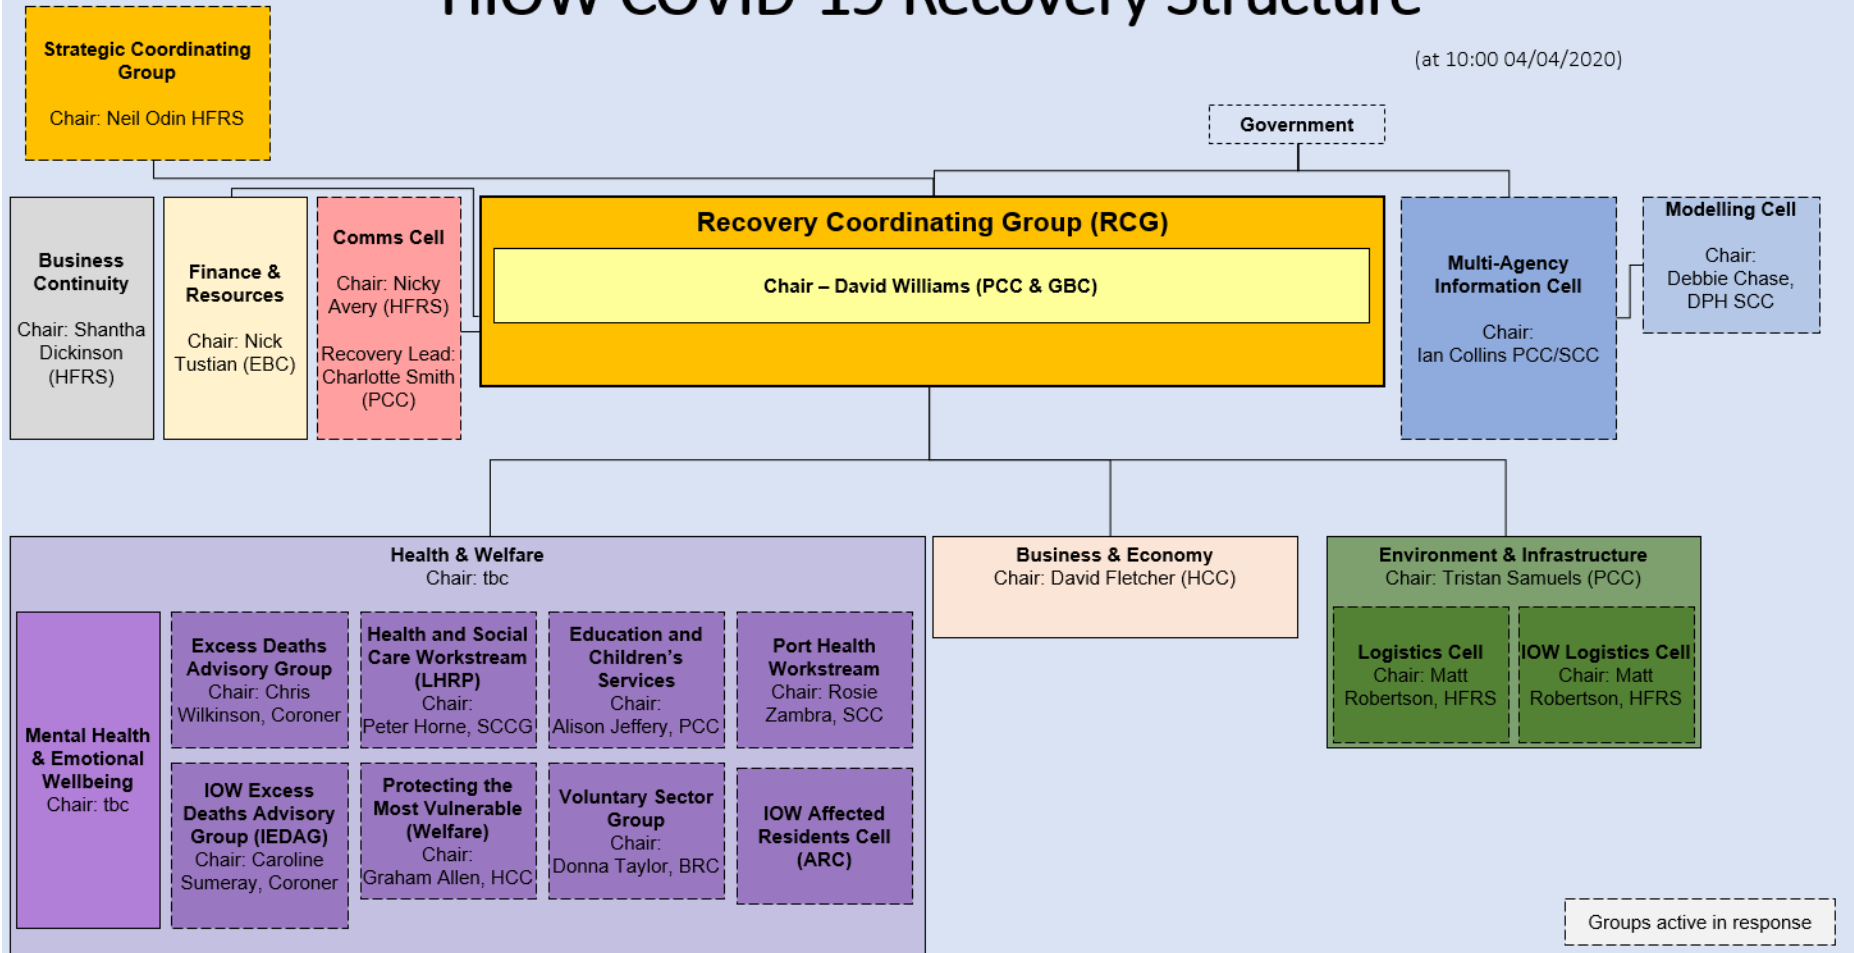 HIOW COVID-19 Recovery Structure
(at 10:00 04/04/2020)
Strategic Coordinating
Group
Chair: Neil Odin HFRS
Government
Business
Continuity
Chair: Shantha
Dickinson
(HFRS)
Finance &
Resources
Chair: Nick
Tustian (EBC)
Comms Cell
Chair: Nicky
Avery (HFRS)
Recovery Lead:
Charlotte Smith
(PCC)
Recovery Coordinating Group (RCG)
Chair – David Williams (PCC & GBC)
Multi-Agency
Information Cell
Chair:
Ian Collins PCC/SCC
Modelling Cell
Chair:
Debbie Chase,
DPH SCC
Health & Welfare
Chair: tbc
Mental Health
& Emotional
Wellbeing
Chair: tbc
Excess Deaths
Advisory Group
Chair: Chris
Wilkinson, Coroner
Health and Social
Care Workstream
(LHRP)
Chair:
Peter Horne, SCCG
Education and
Children's
Services
Chair:
Alison Jeffery, PCC
Port Health
Workstream
Chair: Rosie
Zambra, SCC
IOW Excess
Deaths Advisory
Group (IEDAG)
Chair: Caroline
Sumeray, Coroner
Protecting the
Most Vulnerable
(Welfare)
Chair:
Graham Allen, HCC
Voluntary Sector
Group
Chair:
Donna Taylor, BRC
IOW Affected
Residents Cell
(ARC)
Business & Economy
Chair: David Fletcher (HCC)
Environment & Infrastructure
Chair: Tristan Samuels (PCC)
Logistics Cell
Chair: Matt
Robertson, HFRS
IOW Logistics Cell
Chair: Matt
Robertson, HFRS
Groups active in response